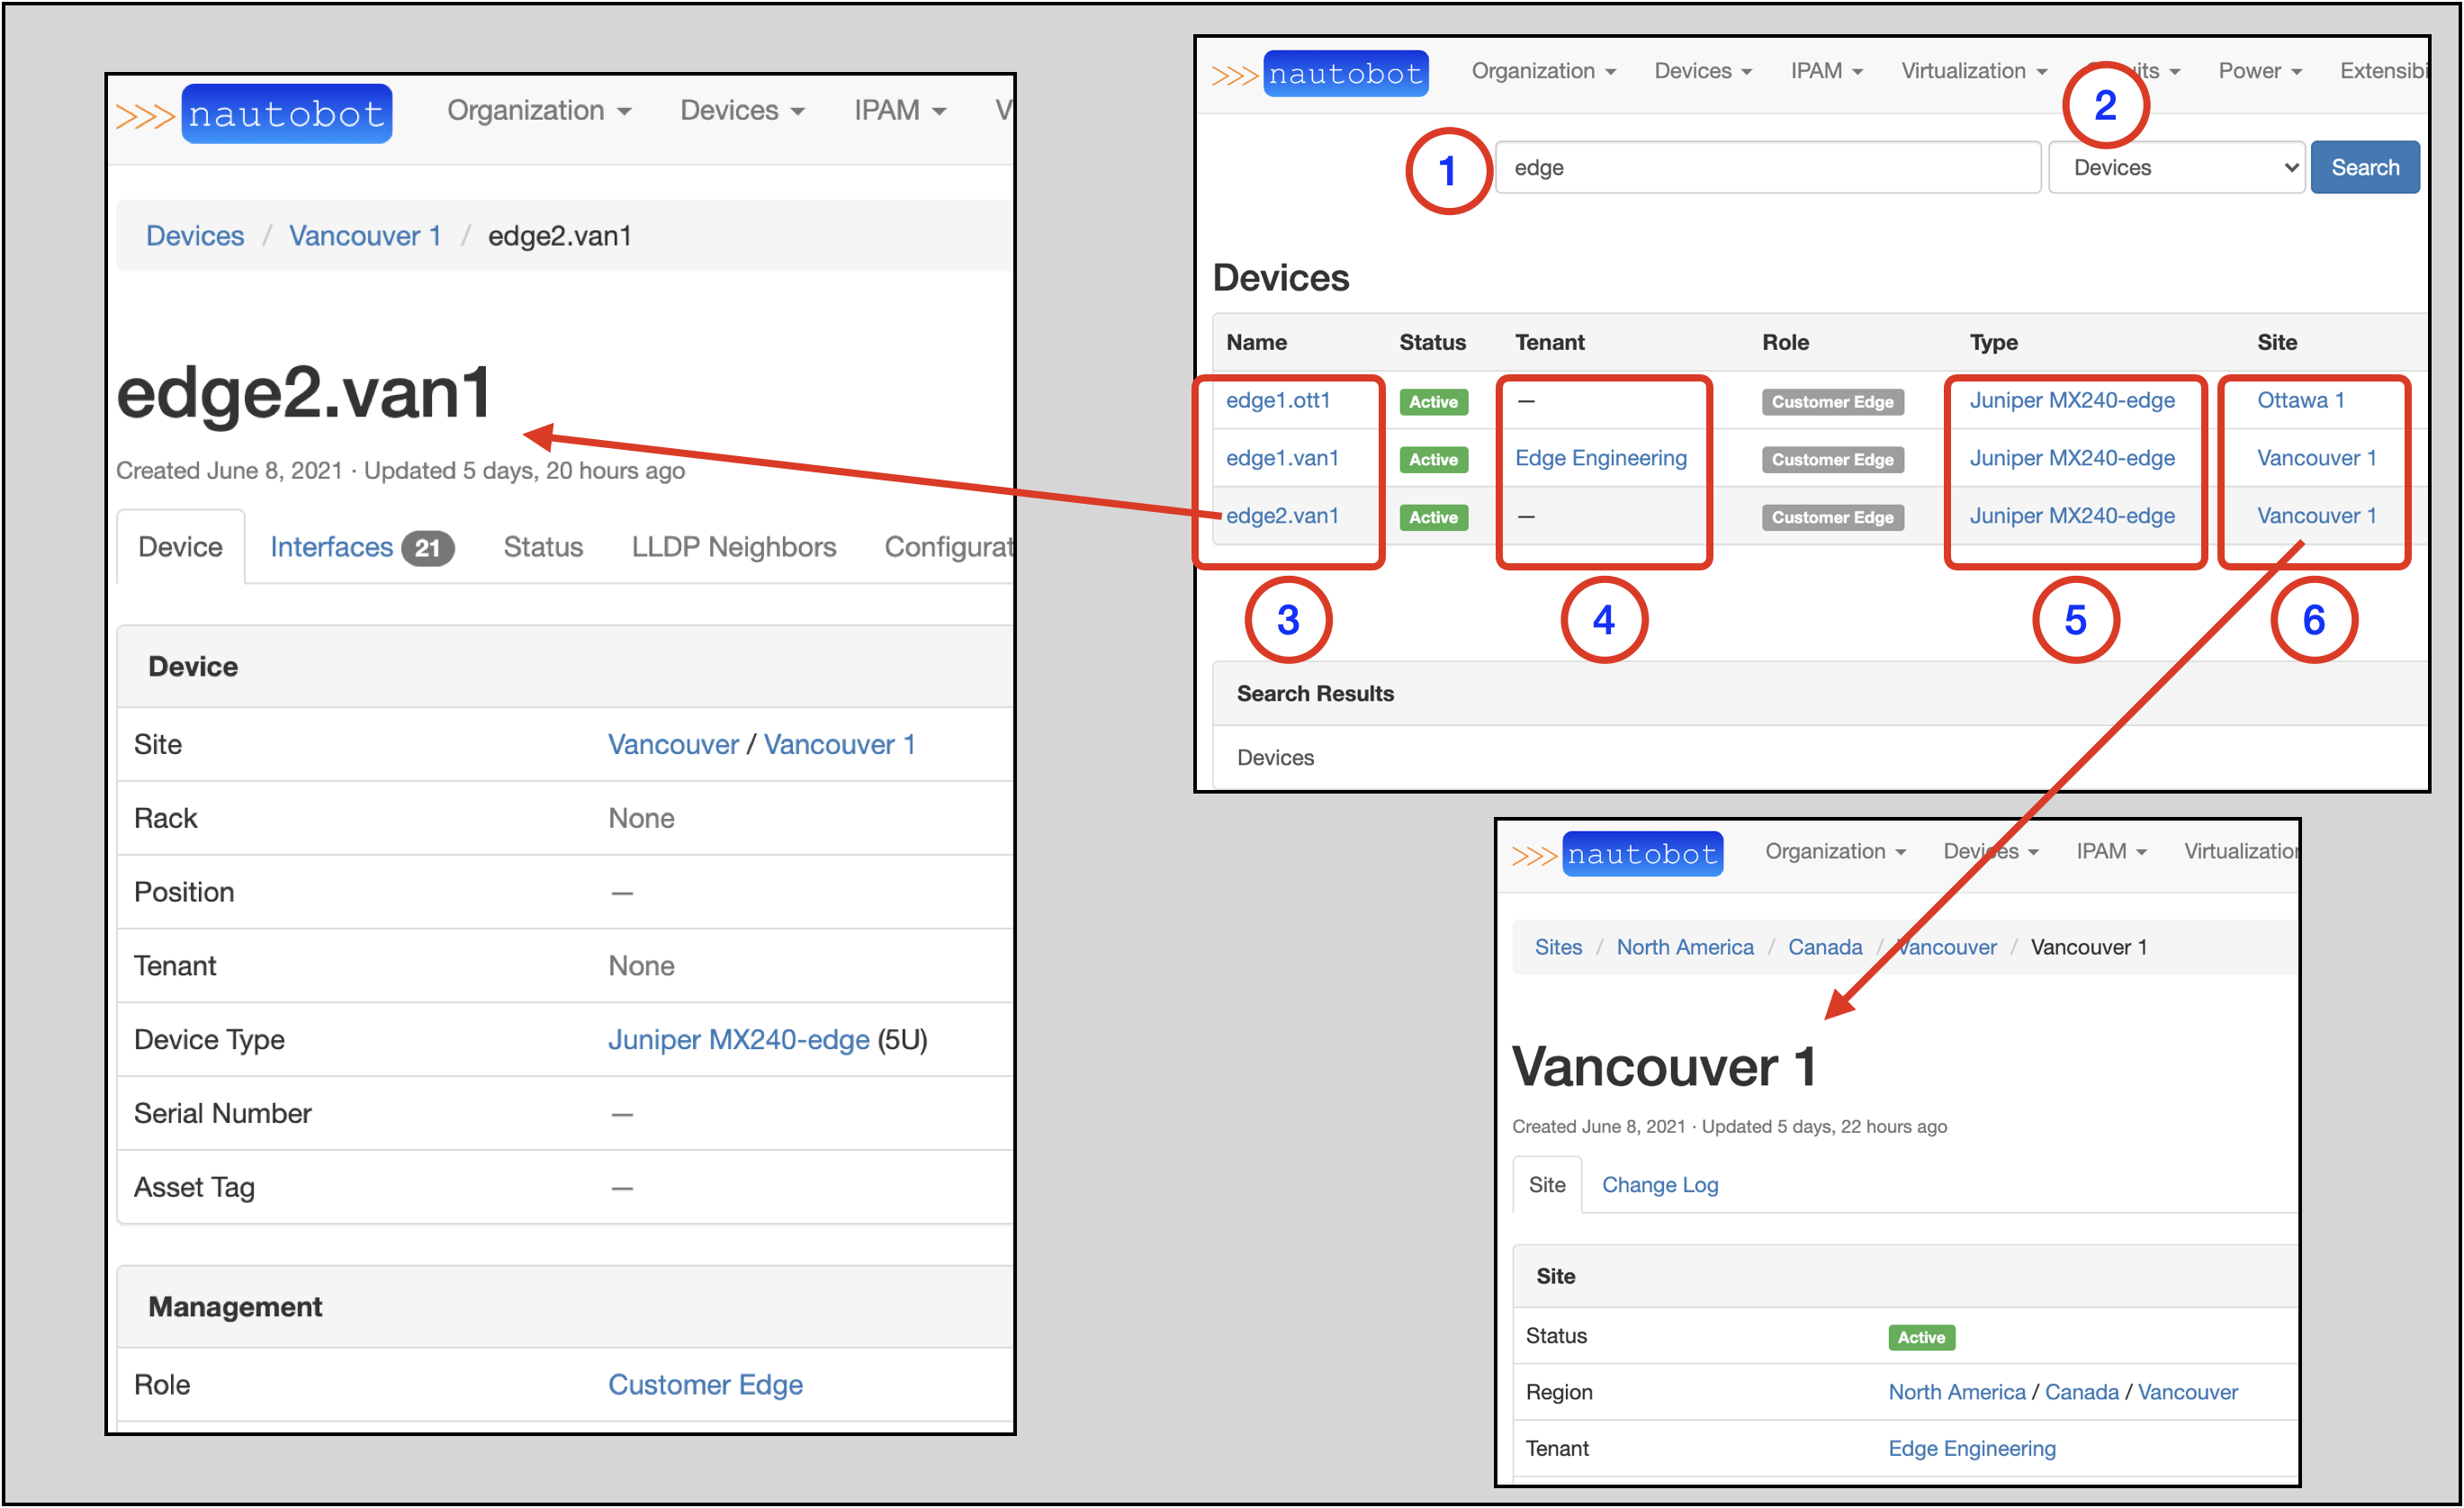 >>> nautobot Organization Devices IPAM V
Devices / Vancouver 1 / edge2.van1
edge2.van1
Created June 8, 2021 · Updated 5 days, 20 hours ago
Device Interfaces 21 Status LLDP Neighbors Configurat
Device
Site Vancouver / Vancouver 1
Rack None
Position —
Tenant None
Device Type Juniper MX240-edge (5U)
Serial Number —
Asset Tag —
Management
Role Customer Edge
>>> nautobot Organization Devices IPAM Virtualization uits Power Extensibi
2
1 edge Devices Search
Devices
Name Status Tenant Role Type Site
edge1.ott1 Active — Customer Edge Juniper MX240-edge Ottawa 1
edge1.van1 Active Edge Engineering Customer Edge Juniper MX240-edge Vancouver 1
edge2.van1 Active — Customer Edge Juniper MX240-edge Vancouver 1
3 4 5 6
Search Results
Devices
>>> nautobot Organization Devices IPAM Virtualization
Sites / North America / Canada / Vancouver / Vancouver 1
Vancouver 1
Created June 8, 2021 · Updated 5 days, 22 hours ago
Site Change Log
Site
Status Active
Region North America / Canada / Vancouver
Tenant Edge Engineering